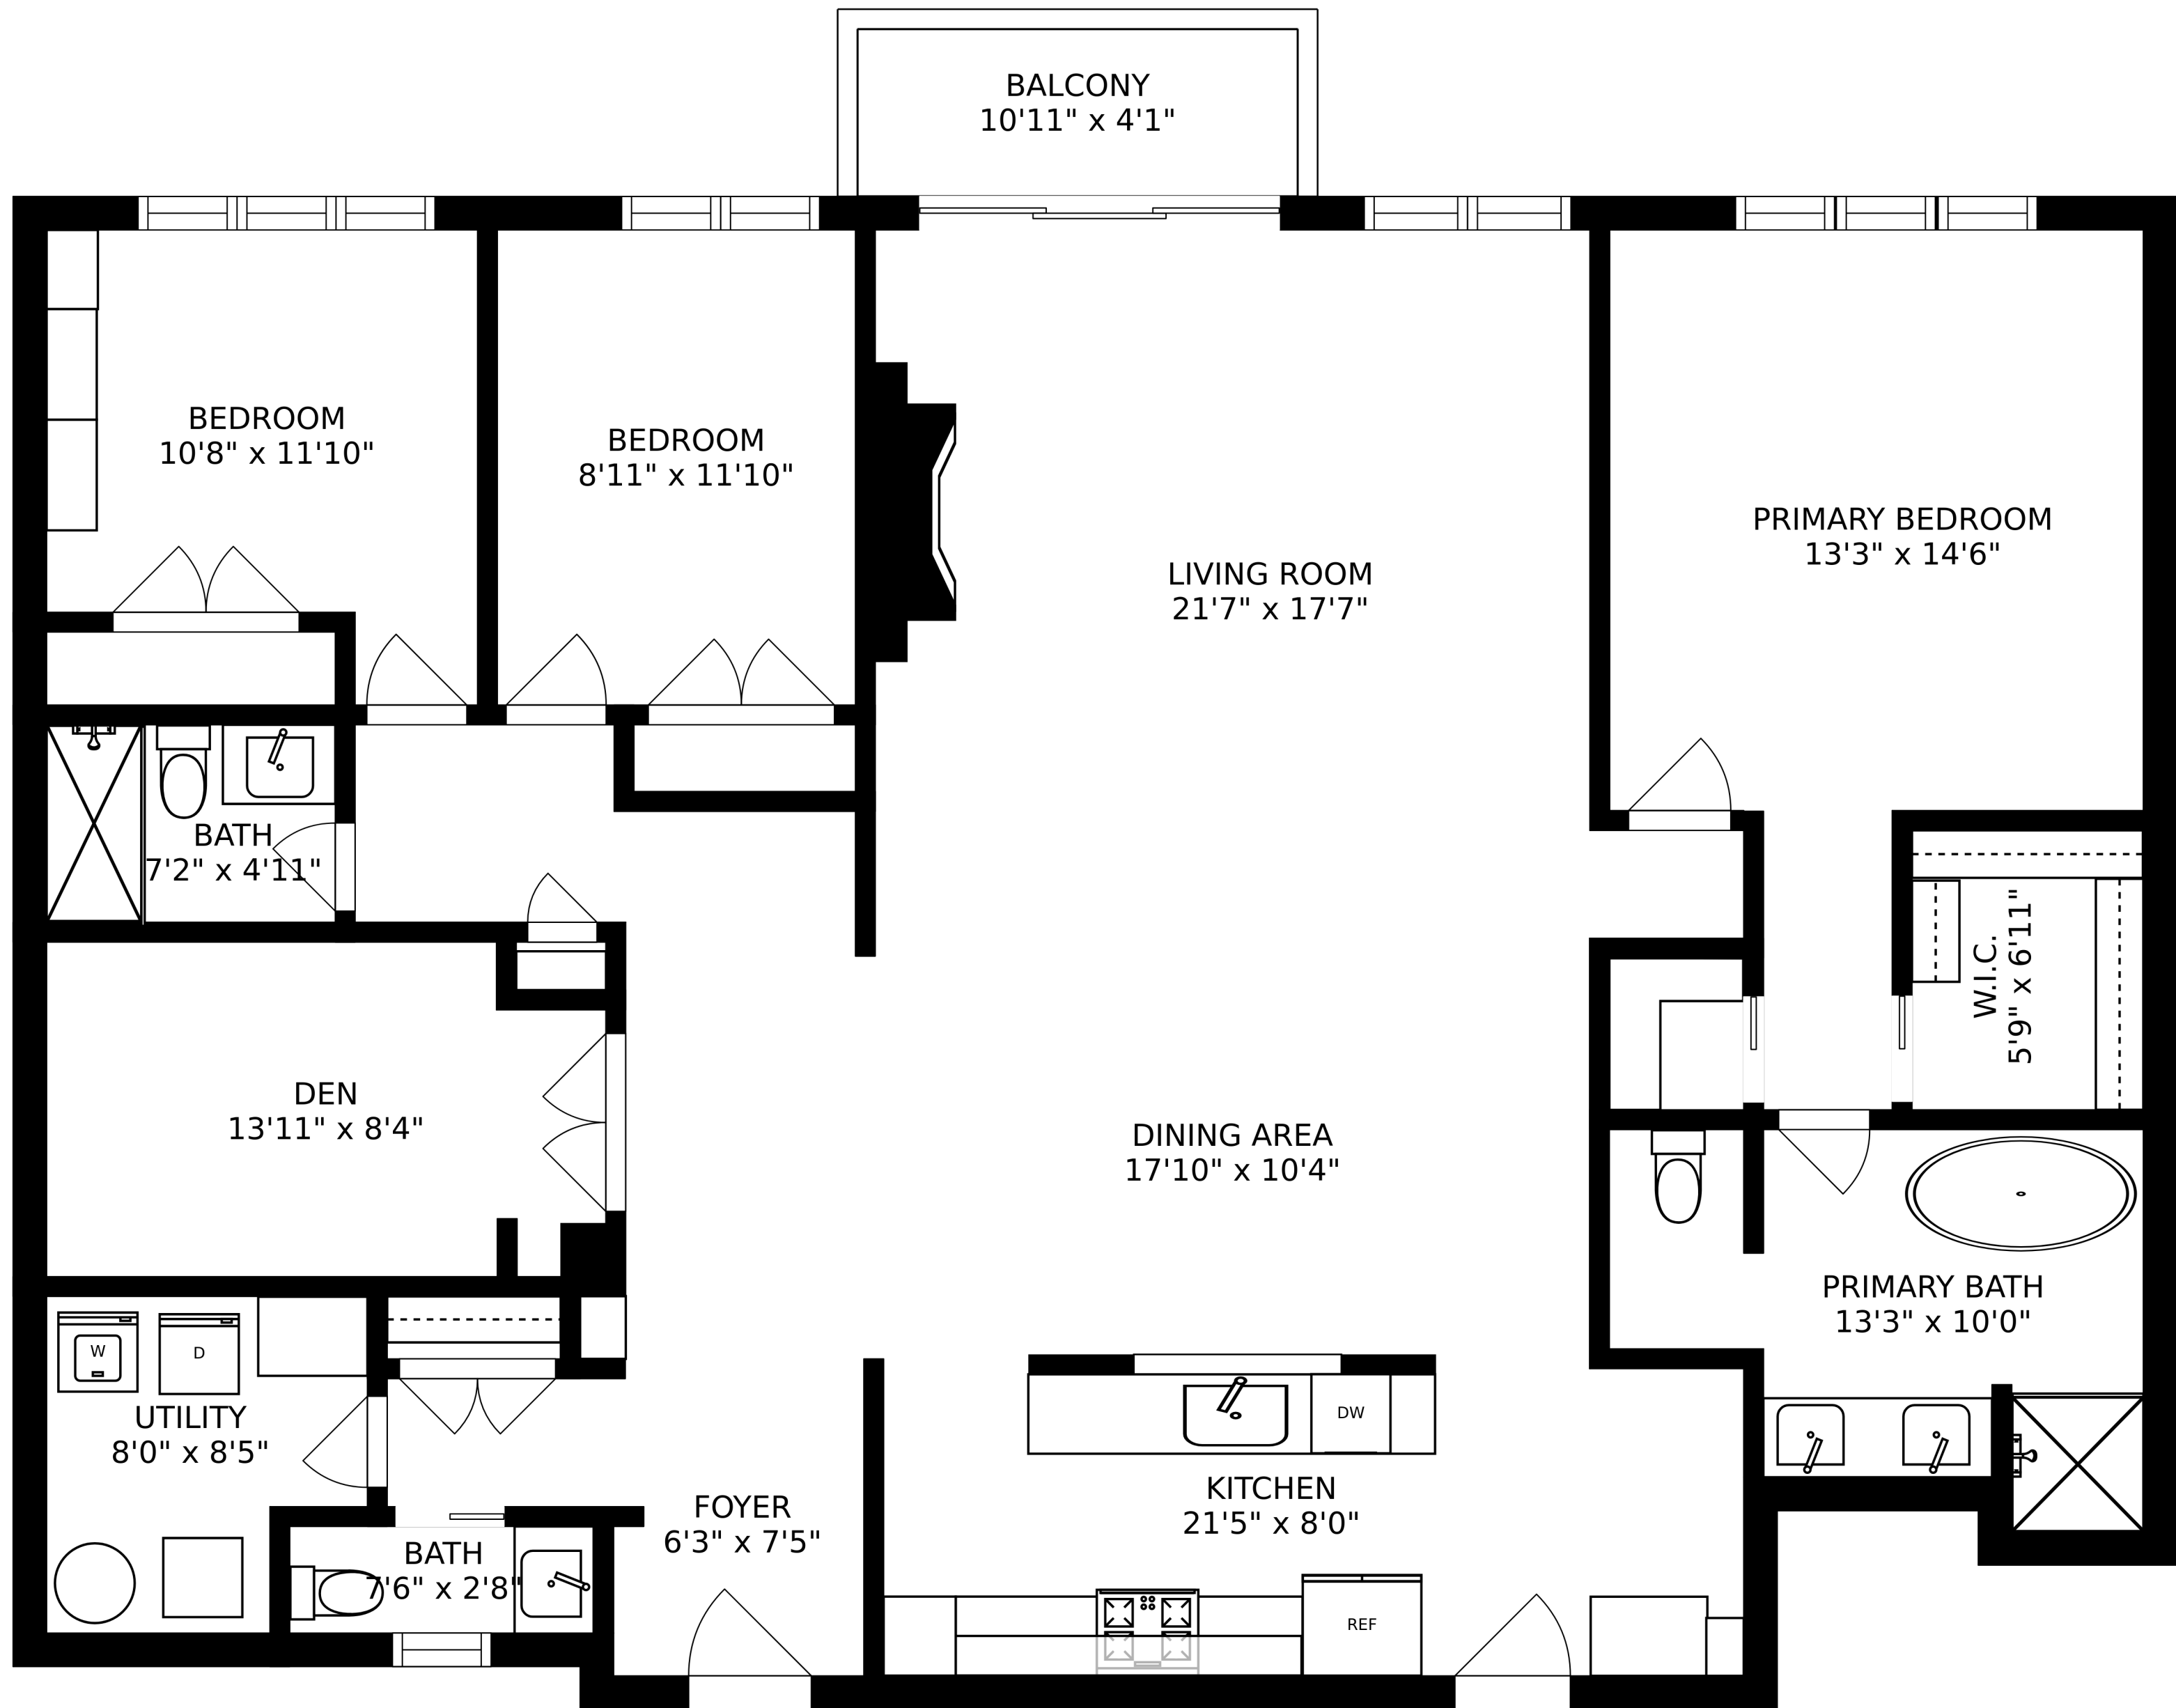 BALCONY
10'11" x 4'1"
BEDROOM
10'8" x 11'10"
BEDROOM
8'11" x 11'10"
LIVING ROOM
21'7" x 17'7"
PRIMARY BEDROOM
13'3" x 14'6"
BATH
7'2" x 4'11"
W.I.C.
5'9" x 6'11"
DEN
13'11" x 8'4"
DINING AREA
17'10" x 10'4"
PRIMARY BATH
13'3" x 10'0"
W
D
UTILITY
8'0" x 8'5"
DW
KITCHEN
21'5" x 8'0"
FOYER
6'3" x 7'5"
BATH
7'6" x 2'8"
REF